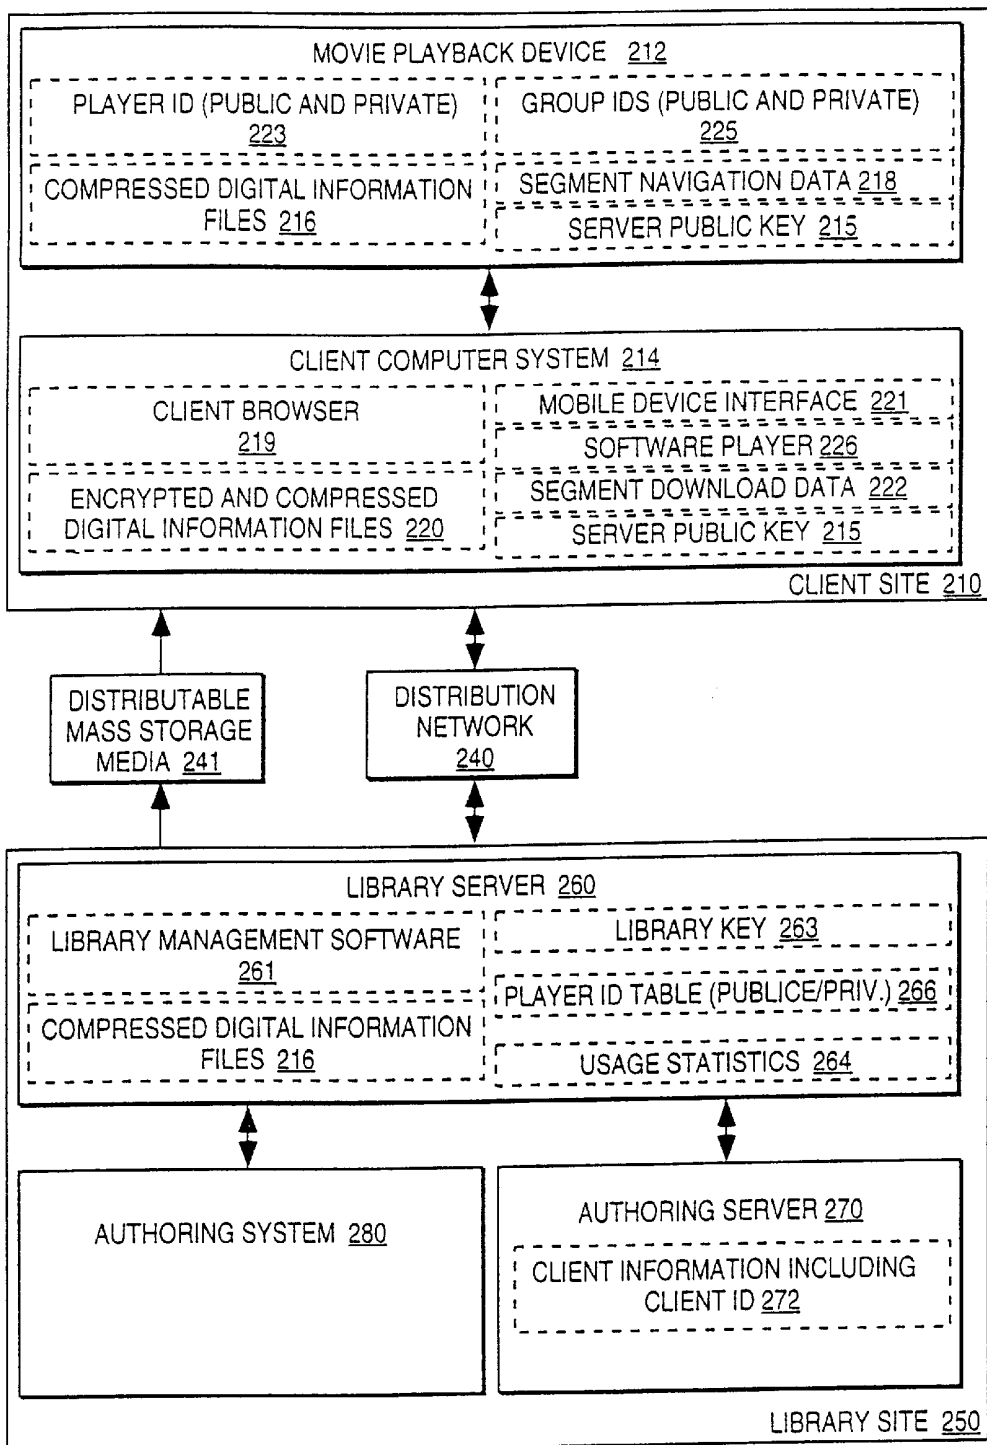 MOVIE PLAYBACK DEVICE 212
PLAYER ID (PUBLIC AND PRIVATE)
223
GROUP IDS (PUBLIC AND PRIVATE)
225
COMPRESSED DIGITAL INFORMATION
FILES 216
SEGMENT NAVIGATION DATA 218
SERVER PUBLIC KEY 215
CLIENT COMPUTER SYSTEM 214
CLIENT BROWSER
219
MOBILE DEVICE INTERFACE 221
SOFTWARE PLAYER 226
ENCRYPTED AND COMPRESSED
DIGITAL INFORMATION FILES 220
SEGMENT DOWNLOAD DATA 222
SERVER PUBLIC KEY 215
CLIENT SITE 210
DISTRIBUTABLE
MASS STORAGE
MEDIA 241
DISTRIBUTION
NETWORK
240
LIBRARY SERVER 260
LIBRARY MANAGEMENT SOFTWARE
261
LIBRARY KEY 263
PLAYER ID TABLE (PUBLICE/PRIV.) 266
COMPRESSED DIGITAL INFORMATION
FILES 216
USAGE STATISTICS 264
AUTHORING SYSTEM 280
AUTHORING SERVER 270
CLIENT INFORMATION INCLUDING
CLIENT ID 272
LIBRARY SITE 250